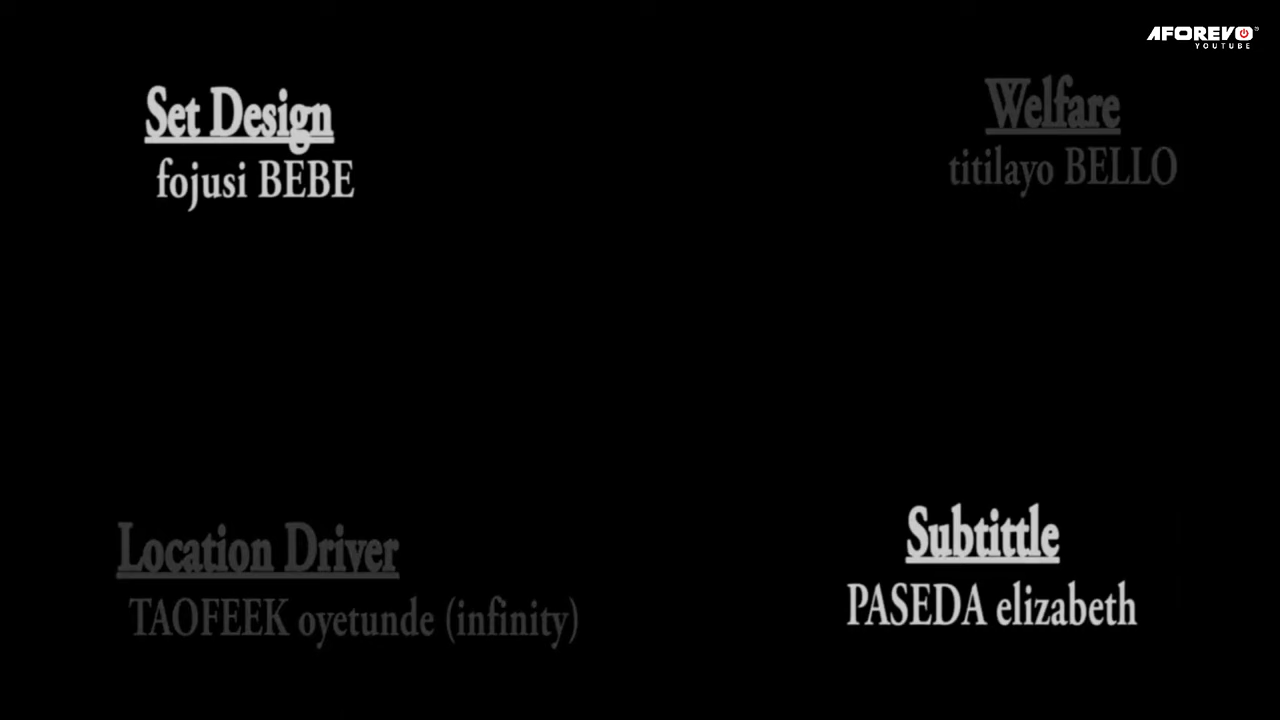 AFOREVO
YOUTUBE
Set Design
fojusi BEBE
Welfare
titilayo BELLO
Location Driver
TAOFEEK oyetunde (infinity)
Subtittle
PASEDA elizabeth